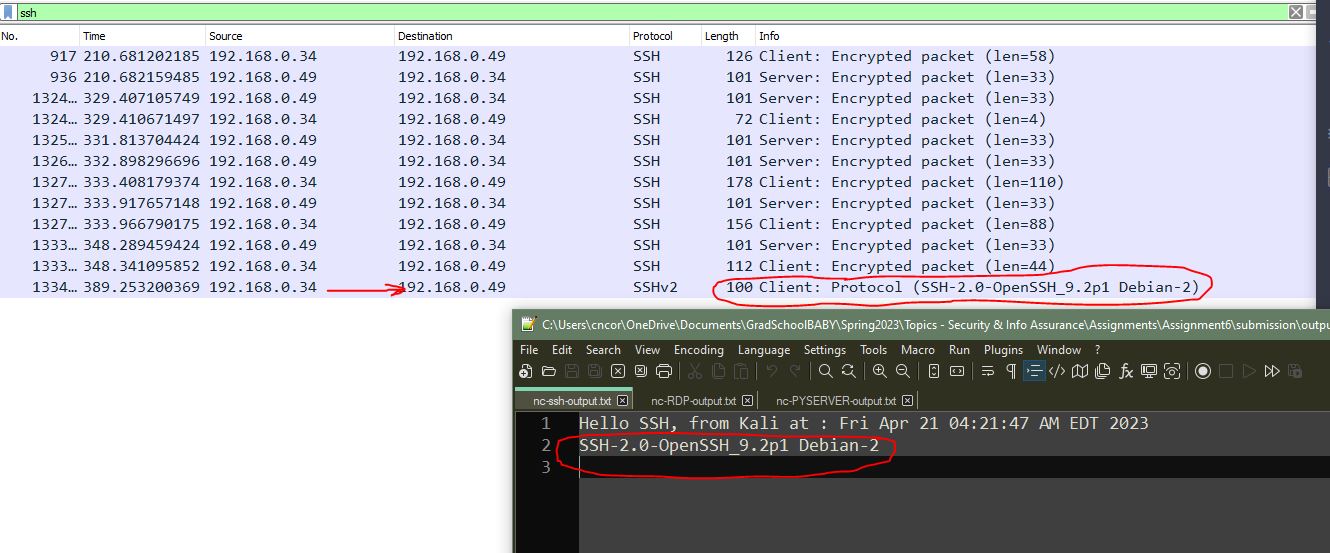 ssh
No. Time Source Destination Protocol Length Info
917 210.681202185 192.168.0.34 192.168.0.49 SSH 126 Client: Encrypted packet (len=58)
936 210.682159485 192.168.0.49 192.168.0.34 SSH 101 Server: Encrypted packet (len=33)
1324… 329.407105749 192.168.0.49 192.168.0.34 SSH 101 Server: Encrypted packet (len=33)
1324… 329.410671497 192.168.0.34 192.168.0.49 SSH 72 Client: Encrypted packet (len=4)
1325… 331.813704424 192.168.0.49 192.168.0.34 SSH 101 Server: Encrypted packet (len=33)
1326… 332.898296696 192.168.0.49 192.168.0.34 SSH 101 Server: Encrypted packet (len=33)
1327… 333.408179374 192.168.0.34 192.168.0.49 SSH 178 Client: Encrypted packet (len=110)
1327… 333.917657148 192.168.0.49 192.168.0.34 SSH 101 Server: Encrypted packet (len=33)
1327… 333.966790175 192.168.0.34 192.168.0.49 SSH 156 Client: Encrypted packet (len=88)
1333… 348.289459424 192.168.0.49 192.168.0.34 SSH 101 Server: Encrypted packet (len=33)
1333… 348.341095852 192.168.0.34 192.168.0.49 SSH 112 Client: Encrypted packet (len=44)
1334… 389.253200369 192.168.0.34 192.168.0.49 SSHv2 100 Client: Protocol (SSH-2.0-OpenSSH_9.2p1 Debian-2)
C:\Users\cncor\OneDrive\Documents\GradSchoolBABY\Spring2023\Topics - Security & Info Assurance\Assignments\Assignment6\submission\outpu
File Edit Search View Encoding Language Settings Tools Macro Run Plugins Window ?
nc-ssh-output.txt nc-RDP-output.txt nc-PYSERVER-output.txt
1 Hello SSH, from Kali at : Fri Apr 21 04:21:47 AM EDT 2023
2 SSH-2.0-OpenSSH_9.2p1 Debian-2
3